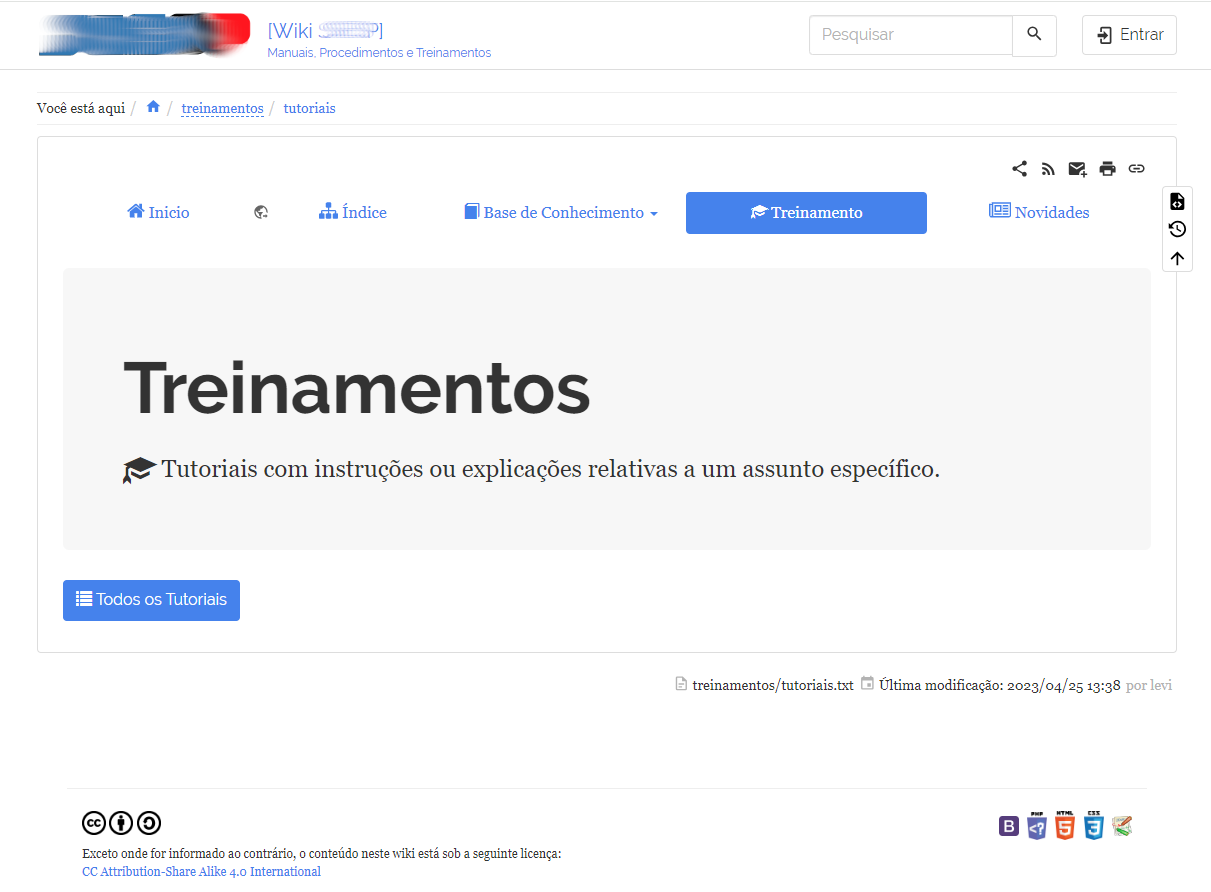 [Wiki
Manuais, Procedimentos e Treinamentos
Pesquisar
Entrar
Você está aqui / / treinamentos / tutoriais
Inicio
Índice
Base de Conhecimento
Treinamento
Novidades
Treinamentos
Tutoriais com instruções ou explicações relativas a um assunto específico.
Todos os Tutoriais
treinamentos/tutoriais.txt Última modificação: 2023/04/25 13:38 por levi
cc
B PHP <?> HTML 5 CSS 3
Exceto onde for informado ao contrário, o conteúdo neste wiki está sob a seguinte licença:
CC Attribution-Share Alike 4.0 International